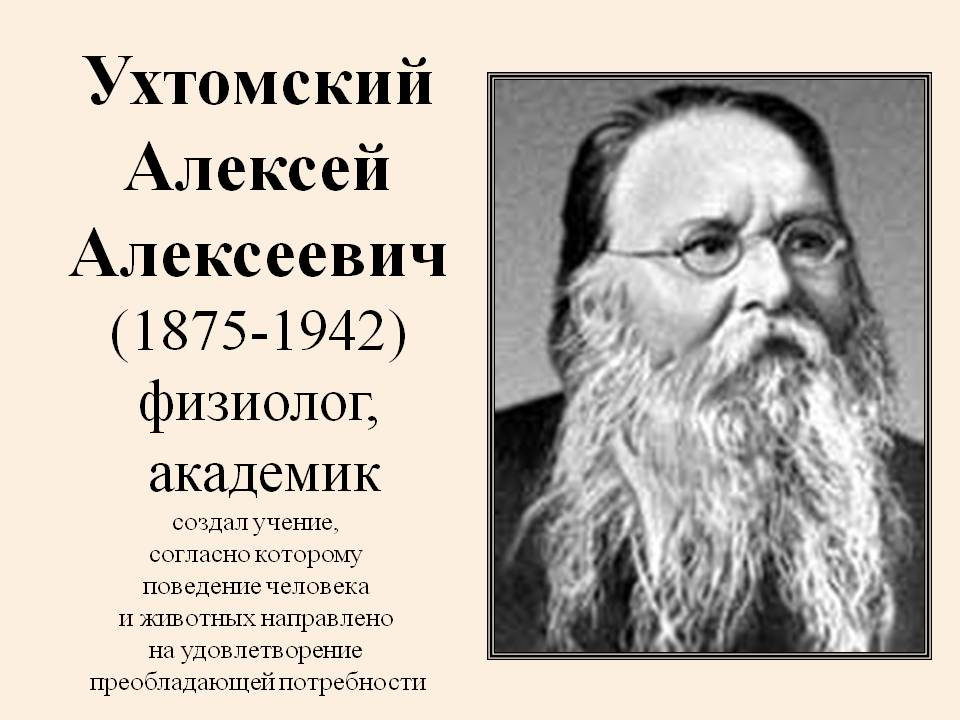 Ухтомский
Алексей
Алексеевич
(1875-1942)
физиолог,
академик
создал учение,
согласно которому
поведение человека
и животных направлено
на удовлетворение
преобладающей потребности